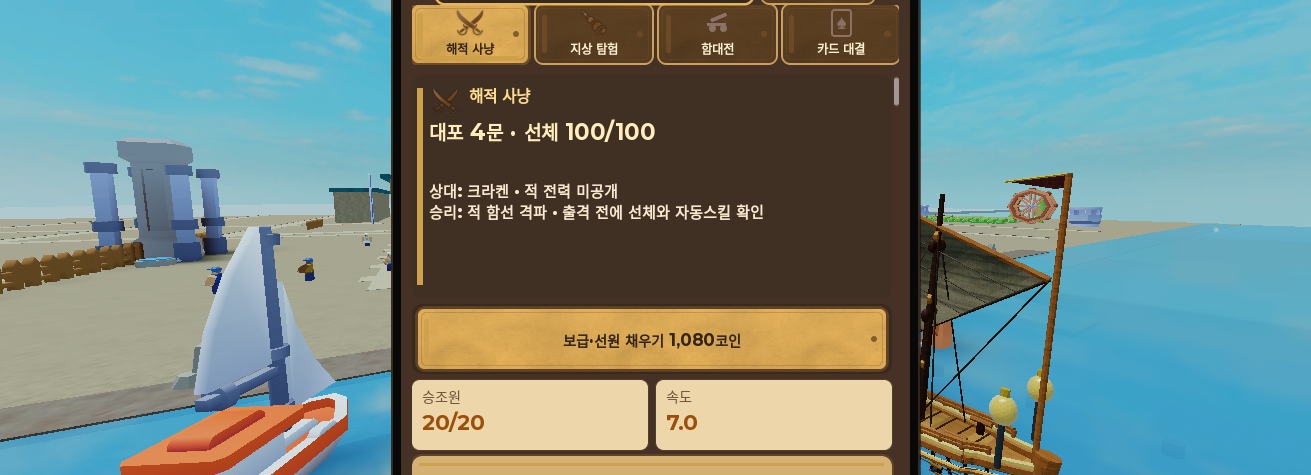 해적 사냥
지상 탐험
함대전
카드 대결
해적 사냥
대포 4문 • 선체 100/100
상대: 크라켄 • 적 전력 미공개
승리: 적 함선 격파 • 출격 전에 선체와 자동스킬 확인
보급·선원 채우기 1,080코인
승조원
속도
20/20
7.0